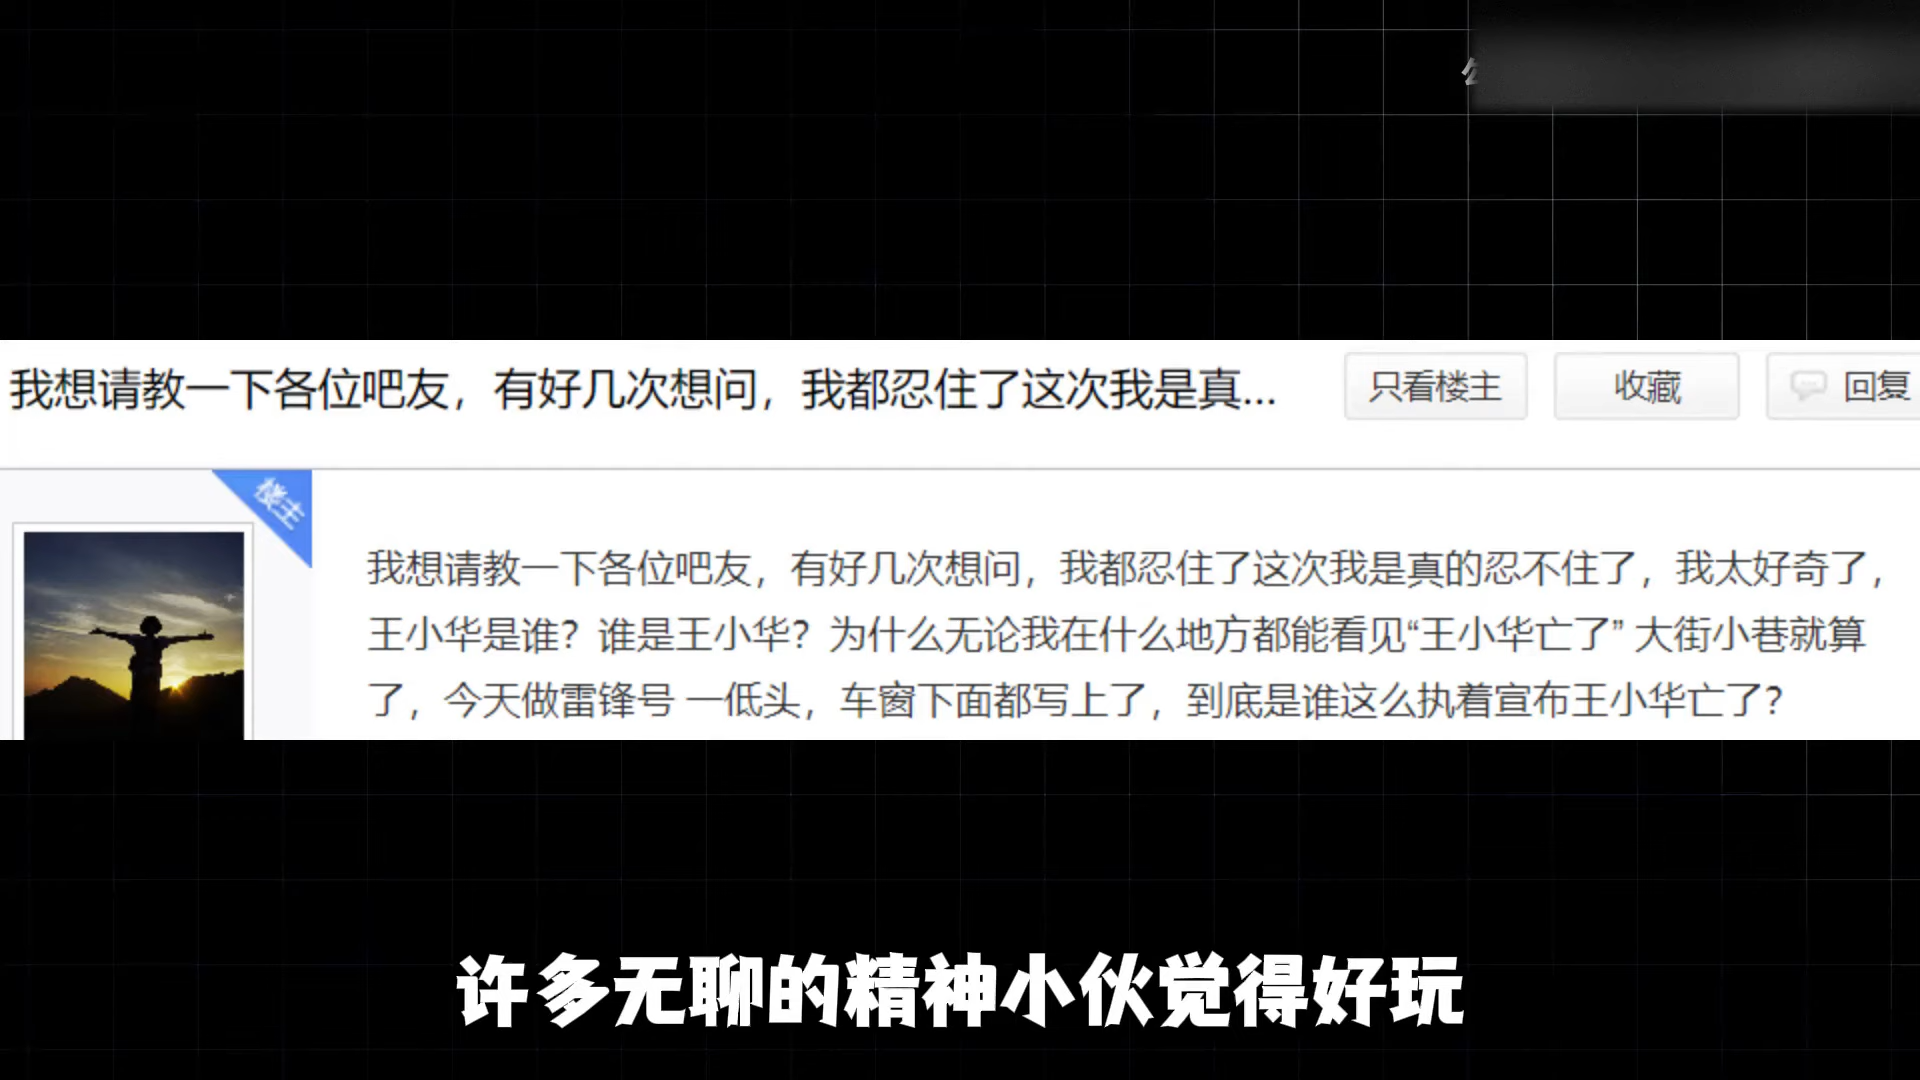 我想请教一下各位吧友，有好几次想问，我都忍住了这次我是真...
只看楼主
收藏
回复
楼主
我想请教一下各位吧友，有好几次想问，我都忍住了这次我是真的忍不住了，我太好奇了，
王小华是谁？谁是王小华？为什么无论我在什么地方都能看见“王小华亡了” 大街小巷就算
了，今天做雷锋号 一低头，车窗下面都写上了，到底是谁这么执着宣布王小华亡了？
许多无聊的精神小伙觉得好玩